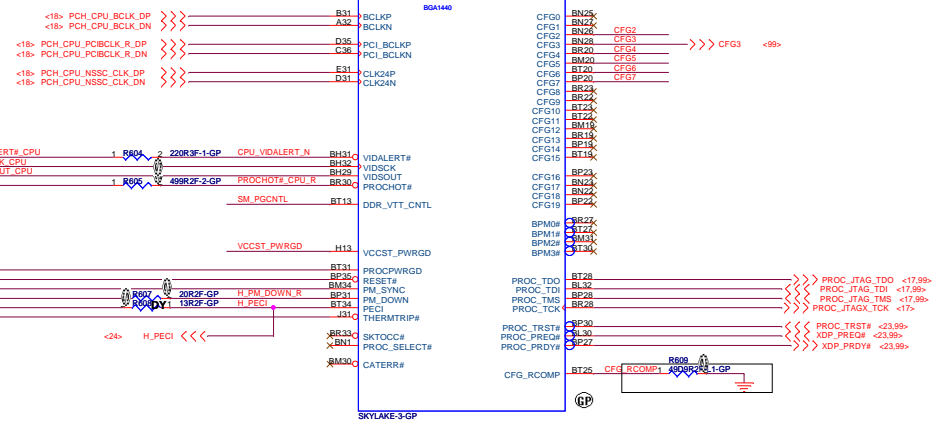 BGA1440
<18> PCH_CPU_BCLK_DP B31 BCLKP
<18> PCH_CPU_BCLK_DN A32 BCLKN
<18> PCH_CPU_PCIBCLK_R_DP D35 PCI_BCLKP
<18> PCH_CPU_PCIBCLK_R_DN C36 PCI_BCLKN
<18> PCH_CPU_NSSC_CLK_DP E31 CLK24P
<18> PCH_CPU_NSSC_CLK_DN D31 CLK24N
ERT#_CPU 1 R604 2 220R3F-1-GP CPU_VIDALERT_N BH31 VIDALERT#
K_CPU BH32 VIDSCK
UT_CPU BH29 VIDSOUT
1 R605 499R2F-2-GP PROCHOT#_CPU_R BR30 PROCHOT#
SM_PGCNTL BT13 DDR_VTT_CNTL
VCCST_PWRGD H13 VCCST_PWRGD
BT31 PROCPWRGD
BP35 RESET#
BM34 PM_SYNC
R607 20R2F-GP H_PM_DOWN_R BP31 PM_DOWN
DY 13R2F-GP H_PECI BT34 PECI
J31 THERMTRIP#
<24> H_PECI
BR33 SKTOCC#
BN1 PROC_SELECT#
BM30 CATERR#
SKYLAKE-3-GP
CFG0 BN25
CFG1 BN27
CFG2 BN26 CFG2
CFG3 BN28 CFG3 CFG3 <99>
CFG4 BR20 CFG4
CFG5 BM20 CFG5
CFG6 BT20 CFG6
CFG7 BP20 CFG7
CFG8 BR23
CFG9 BR22
CFG10 BT23
CFG11 BT22
CFG12 BM19
CFG13 BR19
CFG14 BP19
CFG15 BT19
CFG16 BP23
CFG17 BN23
CFG18 BN22
CFG19 BP22
BPM0# BR27
BPM1# BT27
BPM2# BM31
BPM3# BT30
PROC_TDO BT28 PROC_JTAG_TDO <17,99>
PROC_TDI BL32 PROC_JTAG_TDI <17,99>
PROC_TMS BP28 PROC_JTAG_TMS <17,99>
PROC_TCK BR28 PROC_JTAGX_TCK <17>
PROC_TRST# BP30 PROC_TRST# <23,99>
PROC_PREQ# BL30 XDP_PREQ# <23,99>
PROC_PRDY# BP27 XDP_PRDY# <23,99>
R609
CFG_RCOMP BT25 CFG_RCOMP 1
GP